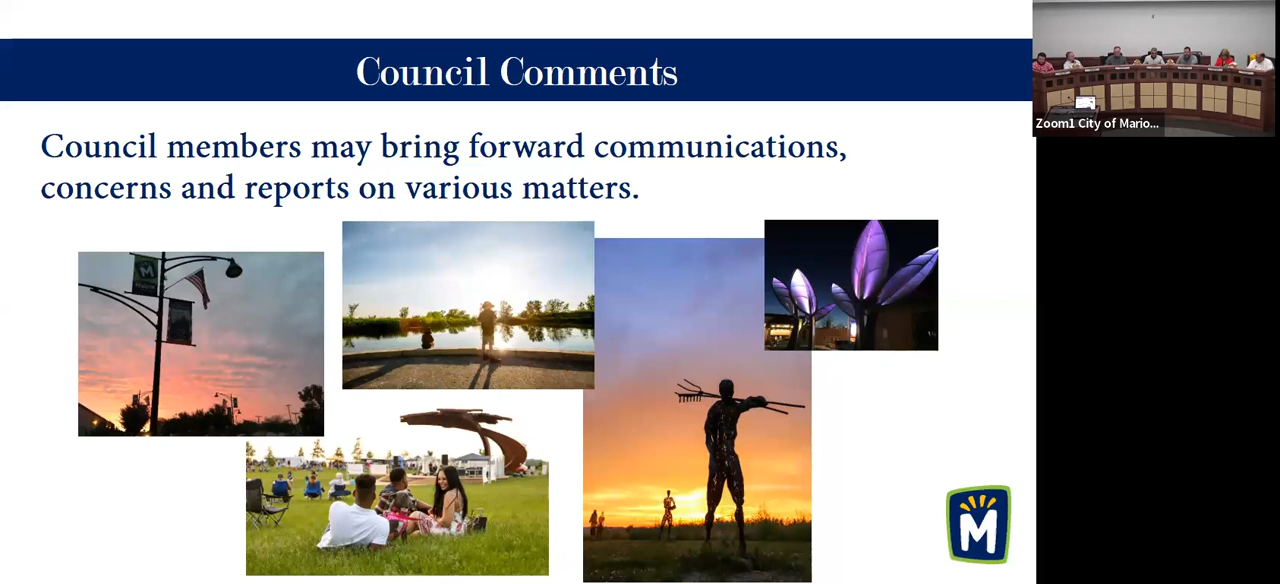 Council Comments
Council members may bring forward communications,
concerns and reports on various matters.
Zoom1 City of Mario...
M
M